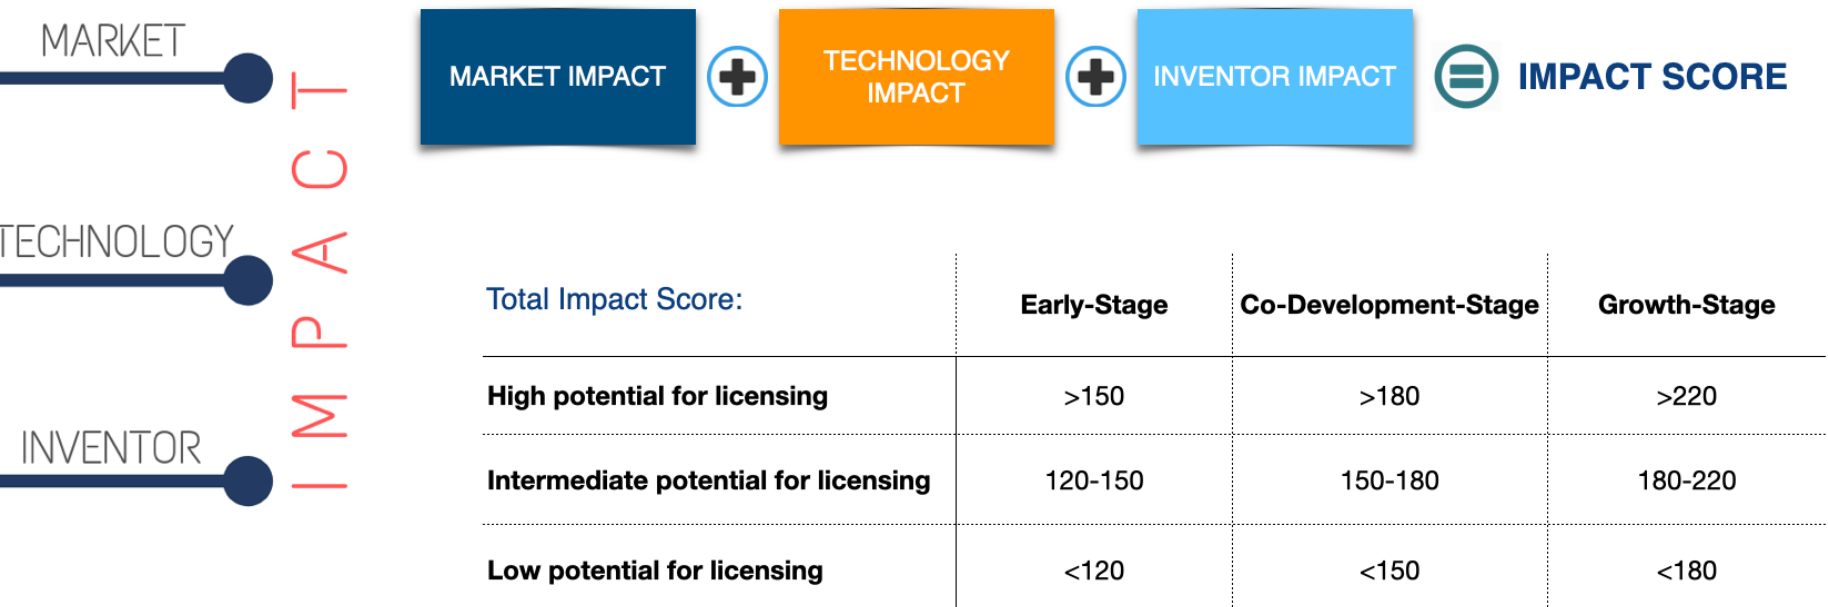 MARKET
TECHNOLOGY
INVENTOR
IMPACT
MARKET IMPACT
TECHNOLOGY
IMPACT
INVENTOR IMPACT
IMPACT SCORE
Total Impact Score: Early-Stage Co-Development-Stage Growth-Stage
High potential for licensing >150 >180 >220
Intermediate potential for licensing 120-150 150-180 180-220
Low potential for licensing <120 <150 <180